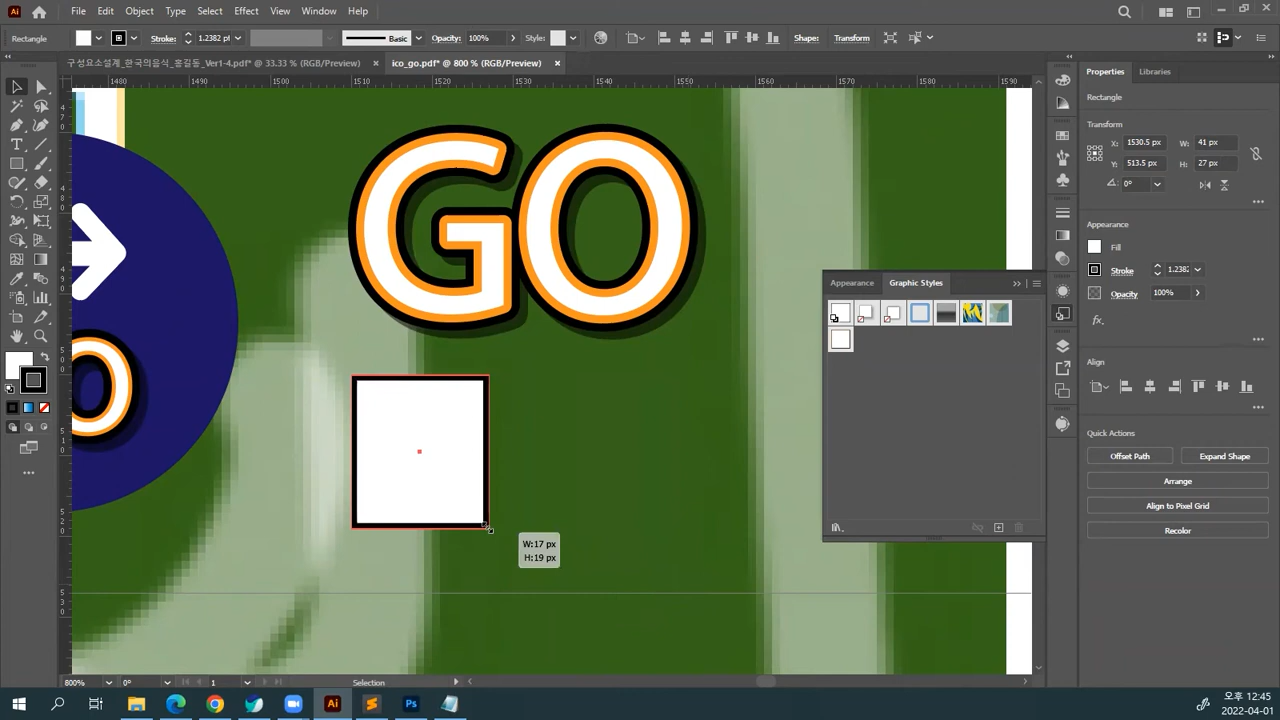 Ai File Edit Object Type Select Effect View Window Help
Rectangle Stroke: 1.2382 pt Basic Opacity: 100% Style: Shape: Transform
구성요소설계_한국의음식_홍길동_Ver1-4.pdf* @ 33.33 % (RGB/Preview) × ico_go.pdf* @ 800 % (RGB/Preview) ×
1480 1490 1500 1510 1520 1530 1540 1550 1560 1570 1580 1590
GO
O
W:17 px
H:19 px
Appearance Graphic Styles
Properties Libraries
Rectangle
Transform
X: 1530.5 px W: 41 px
Y: 513.5 px H: 27 px
0°
Appearance
Fill
Stroke 1.2382
Opacity 100%
fx.
Align
Quick Actions
Offset Path Expand Shape
Arrange
Align to Pixel Grid
Recolor
800% 0° 1 Selection
Ai Ps
오후 12:45
2022-04-01